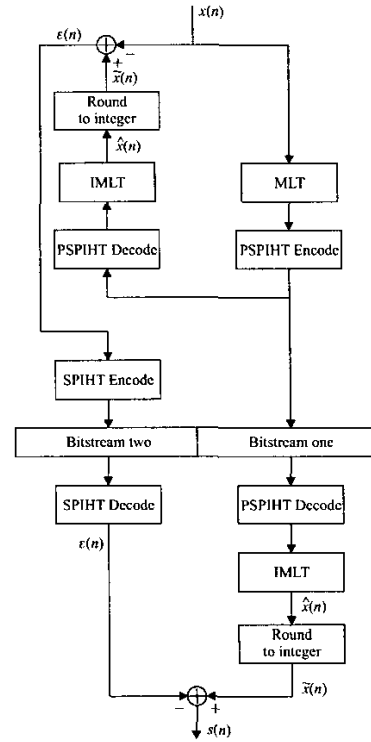 x(n)
ε(n)
−
+
x̃(n)
Round
to integer
x̂(n)
IMLT
MLT
PSPIHT Decode
PSPIHT Encode
SPIHT Encode
Bitstream two
Bitstream one
SPIHT Decode
PSPIHT Decode
ε(n)
IMLT
x̂(n)
Round
to integer
x̃(n)
−
+
s(n)